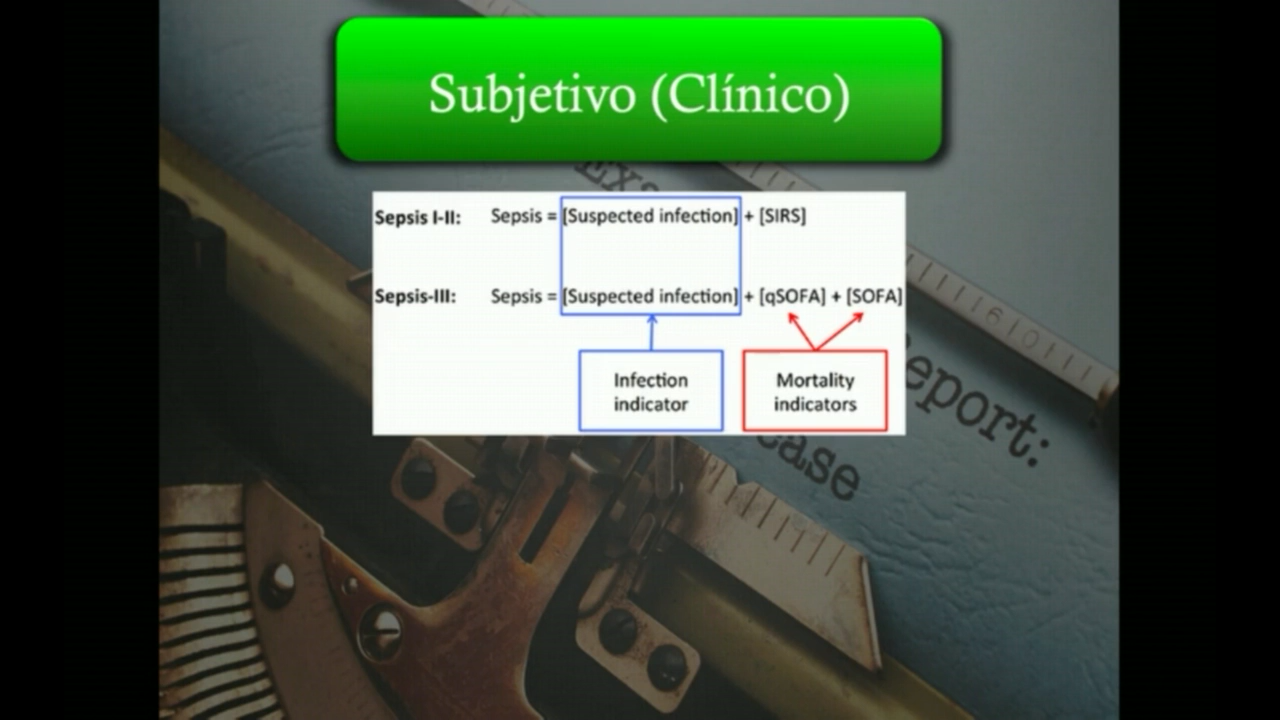 Subjetivo (Clínico)
Sepsis I-II: Sepsis = [Suspected infection] + [SIRS]
Sepsis-III: Sepsis = [Suspected infection] + [qSOFA] + [SOFA]
Infection
indicator
Mortality
indicators
eport:
case